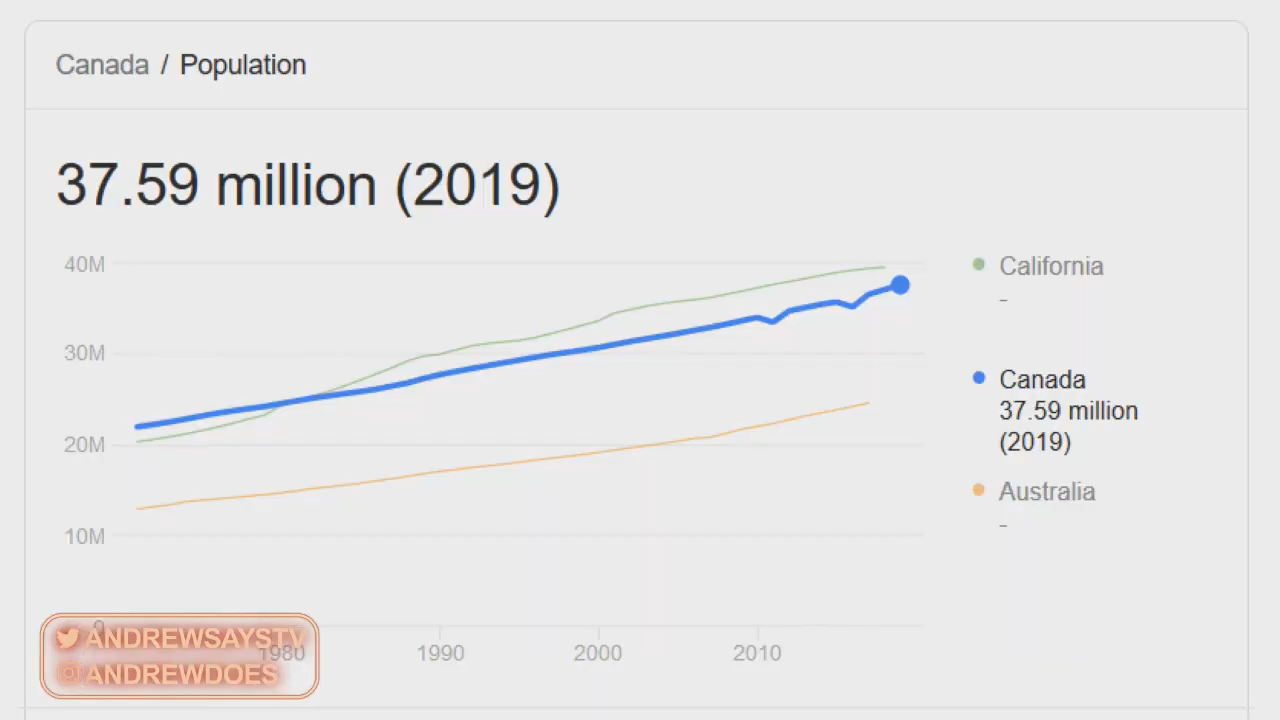 Canada / Population
37.59 million (2019)
40M
30M
20M
10M
0
1980
1990
2000
2010
California
-
Canada
37.59 million
(2019)
Australia
-
ANDREWSAYSTV
ANDREWDOES